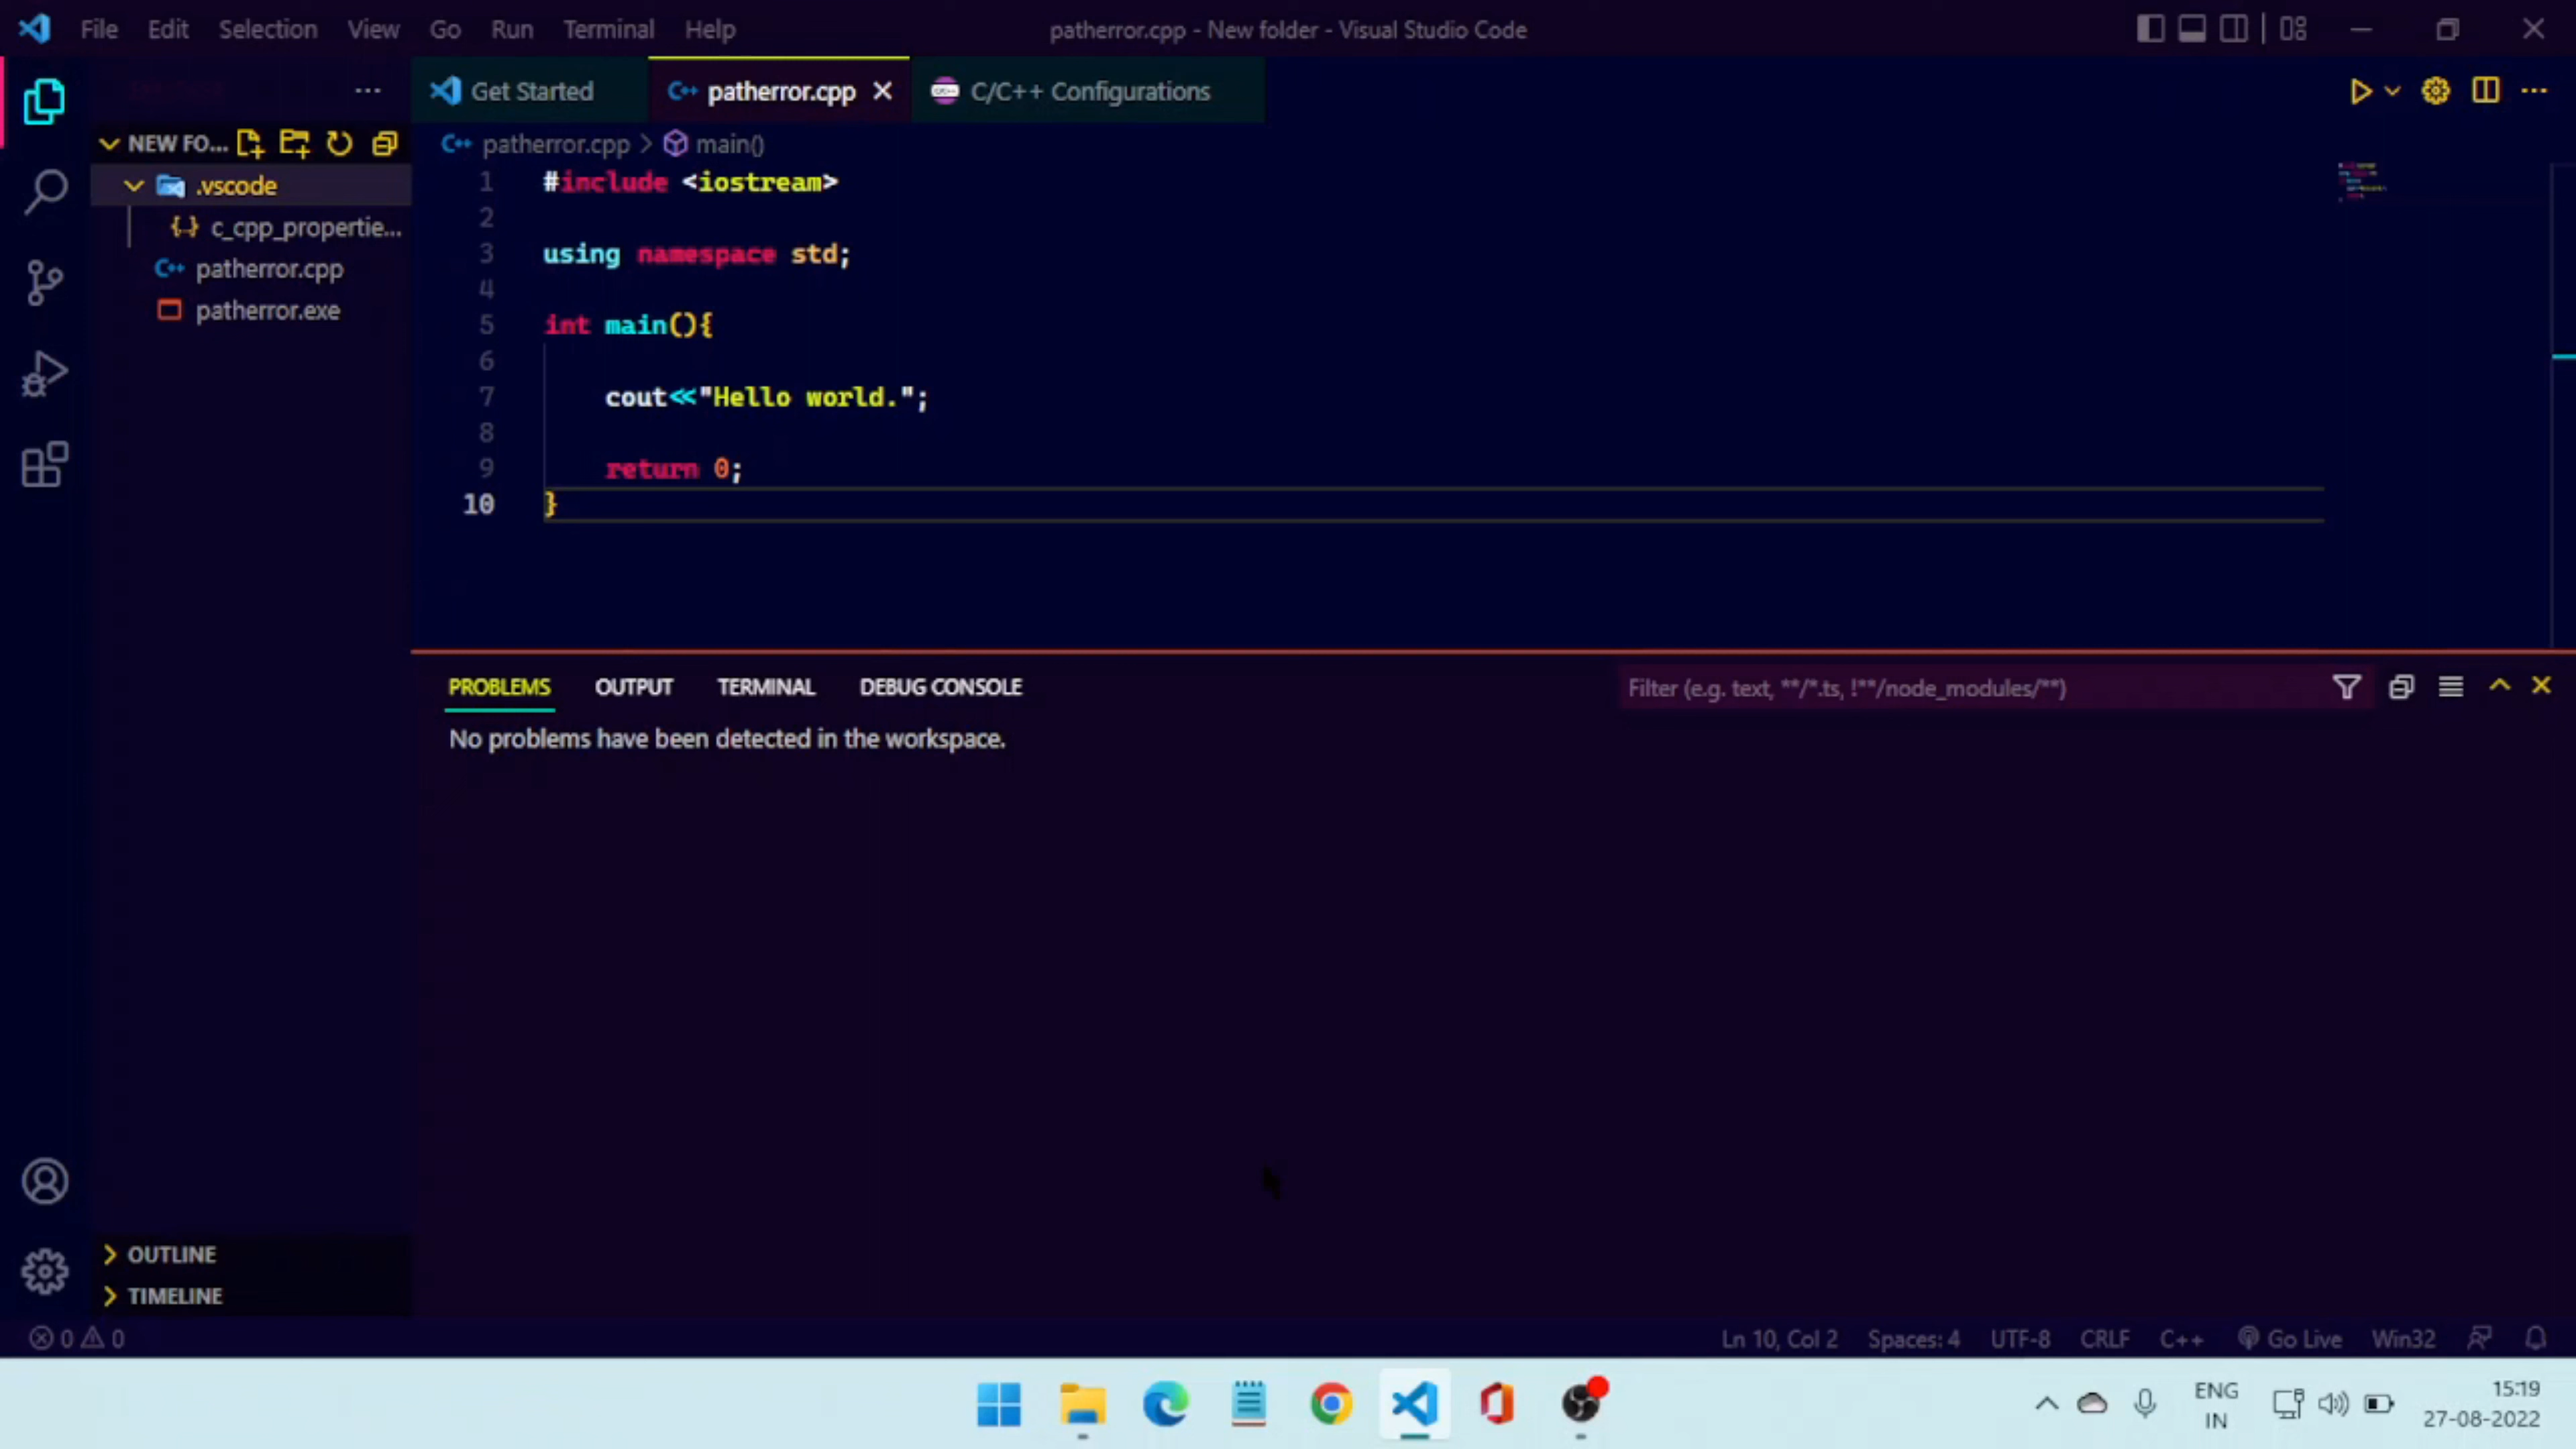 File Edit Selection View Go Run Terminal Help
patherror.cpp - New folder - Visual Studio Code
Get Started
patherror.cpp
C/C++ Configurations
NEW FO...
patherror.cpp > main()
.vscode
c_cpp_propertie...
patherror.cpp
patherror.exe
1 #include <iostream>
2
3 using namespace std;
4
5 int main(){
6
7 cout<<"Hello world.";
8
9 return 0;
10 }
PROBLEMS OUTPUT TERMINAL DEBUG CONSOLE
Filter (e.g. text, **/*.ts, !**/node_modules/**)
No problems have been detected in the workspace.
OUTLINE
TIMELINE
0 0
Ln 10, Col 2 Spaces: 4 UTF-8 CRLF C++ Go Live Win32
ENG
IN
15:19
27-08-2022